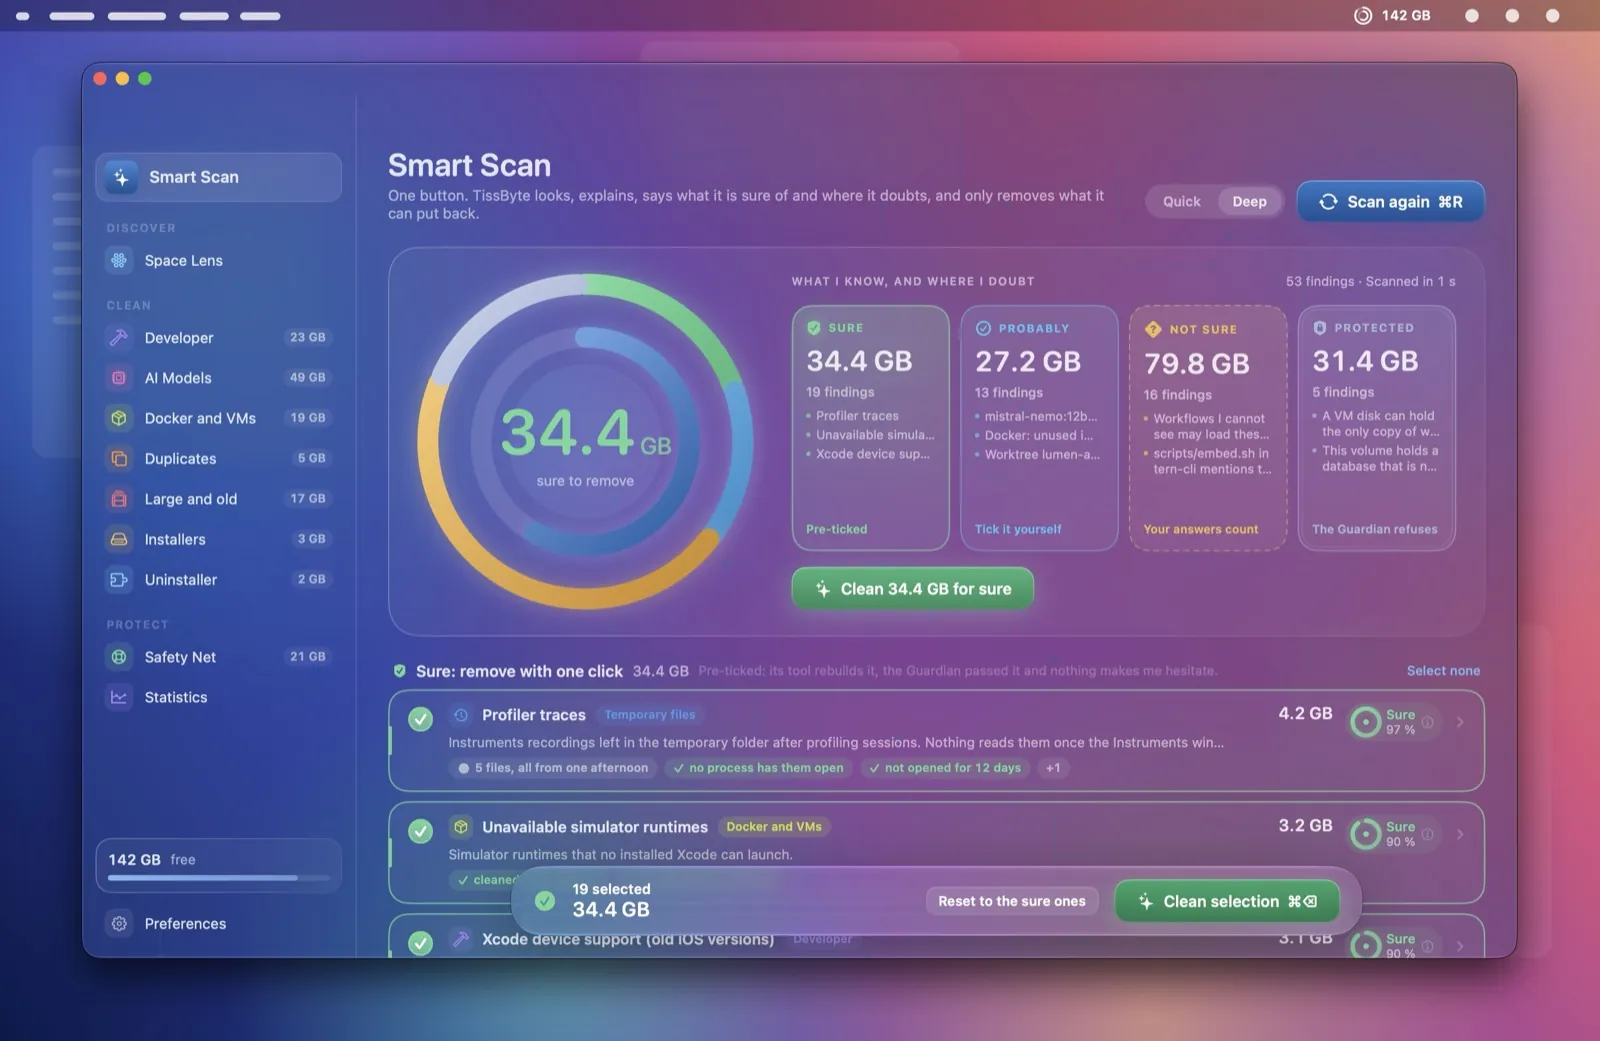 142 GB
Smart Scan
DISCOVER
Space Lens
CLEAN
Developer 23 GB
AI Models 49 GB
Docker and VMs 19 GB
Duplicates 5 GB
Large and old 17 GB
Installers 3 GB
Uninstaller 2 GB
PROTECT
Safety Net 21 GB
Statistics
142 GB free
Preferences
Smart Scan
One button. TissByte looks, explains, says what it is sure of and where it doubts, and only removes what it
can put back.
Quick Deep
Scan again ⌘R
34.4 GB
sure to remove
WHAT I KNOW, AND WHERE I DOUBT
53 findings · Scanned in 1 s
SURE
34.4 GB
19 findings
• Profiler traces
• Unavailable simula...
• Xcode device sup...
Pre-ticked
PROBABLY
27.2 GB
13 findings
• mistral-nemo:12b...
• Docker: unused i...
• Worktree lumen-a...
Tick it yourself
NOT SURE
79.8 GB
16 findings
• Workflows I cannot
see may load thes...
• scripts/embed.sh in
tern-cli mentions t...
Your answers count
PROTECTED
31.4 GB
5 findings
• A VM disk can hold
the only copy of w...
• This volume holds a
database that is n...
The Guardian refuses
Clean 34.4 GB for sure
Sure: remove with one click 34.4 GB Pre-ticked: its tool rebuilds it, the Guardian passed it and nothing makes me hesitate.
Select none
Profiler traces Temporary files
4.2 GB
Sure
97 %
Instruments recordings left in the temporary folder after profiling sessions. Nothing reads them once the Instruments win...
5 files, all from one afternoon ✓ no process has them open ✓ not opened for 12 days +1
Unavailable simulator runtimes Docker and VMs
3.2 GB
Sure
90 %
Simulator runtimes that no installed Xcode can launch.
✓ cleaned
19 selected
34.4 GB
Reset to the sure ones
Clean selection ⌘⌫
Xcode device support (old iOS versions) Developer
3.1 GB
Sure
90 %